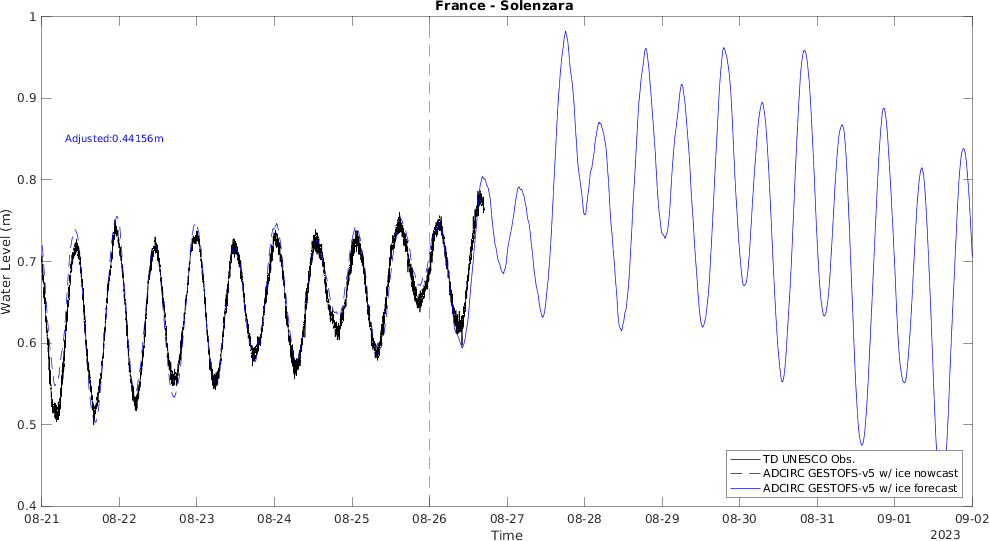 France - Solenzara
Water Level (m)
1
0.9
0.8
0.7
0.6
0.5
0.4
Adjusted:0.44156m
TD UNESCO Obs.
ADCIRC GESTOFS-v5 w/ ice nowcast
ADCIRC GESTOFS-v5 w/ ice forecast
08-21 08-22 08-23 08-24 08-25 08-26 08-27 08-28 08-29 08-30 08-31 09-01 09-02
Time
2023